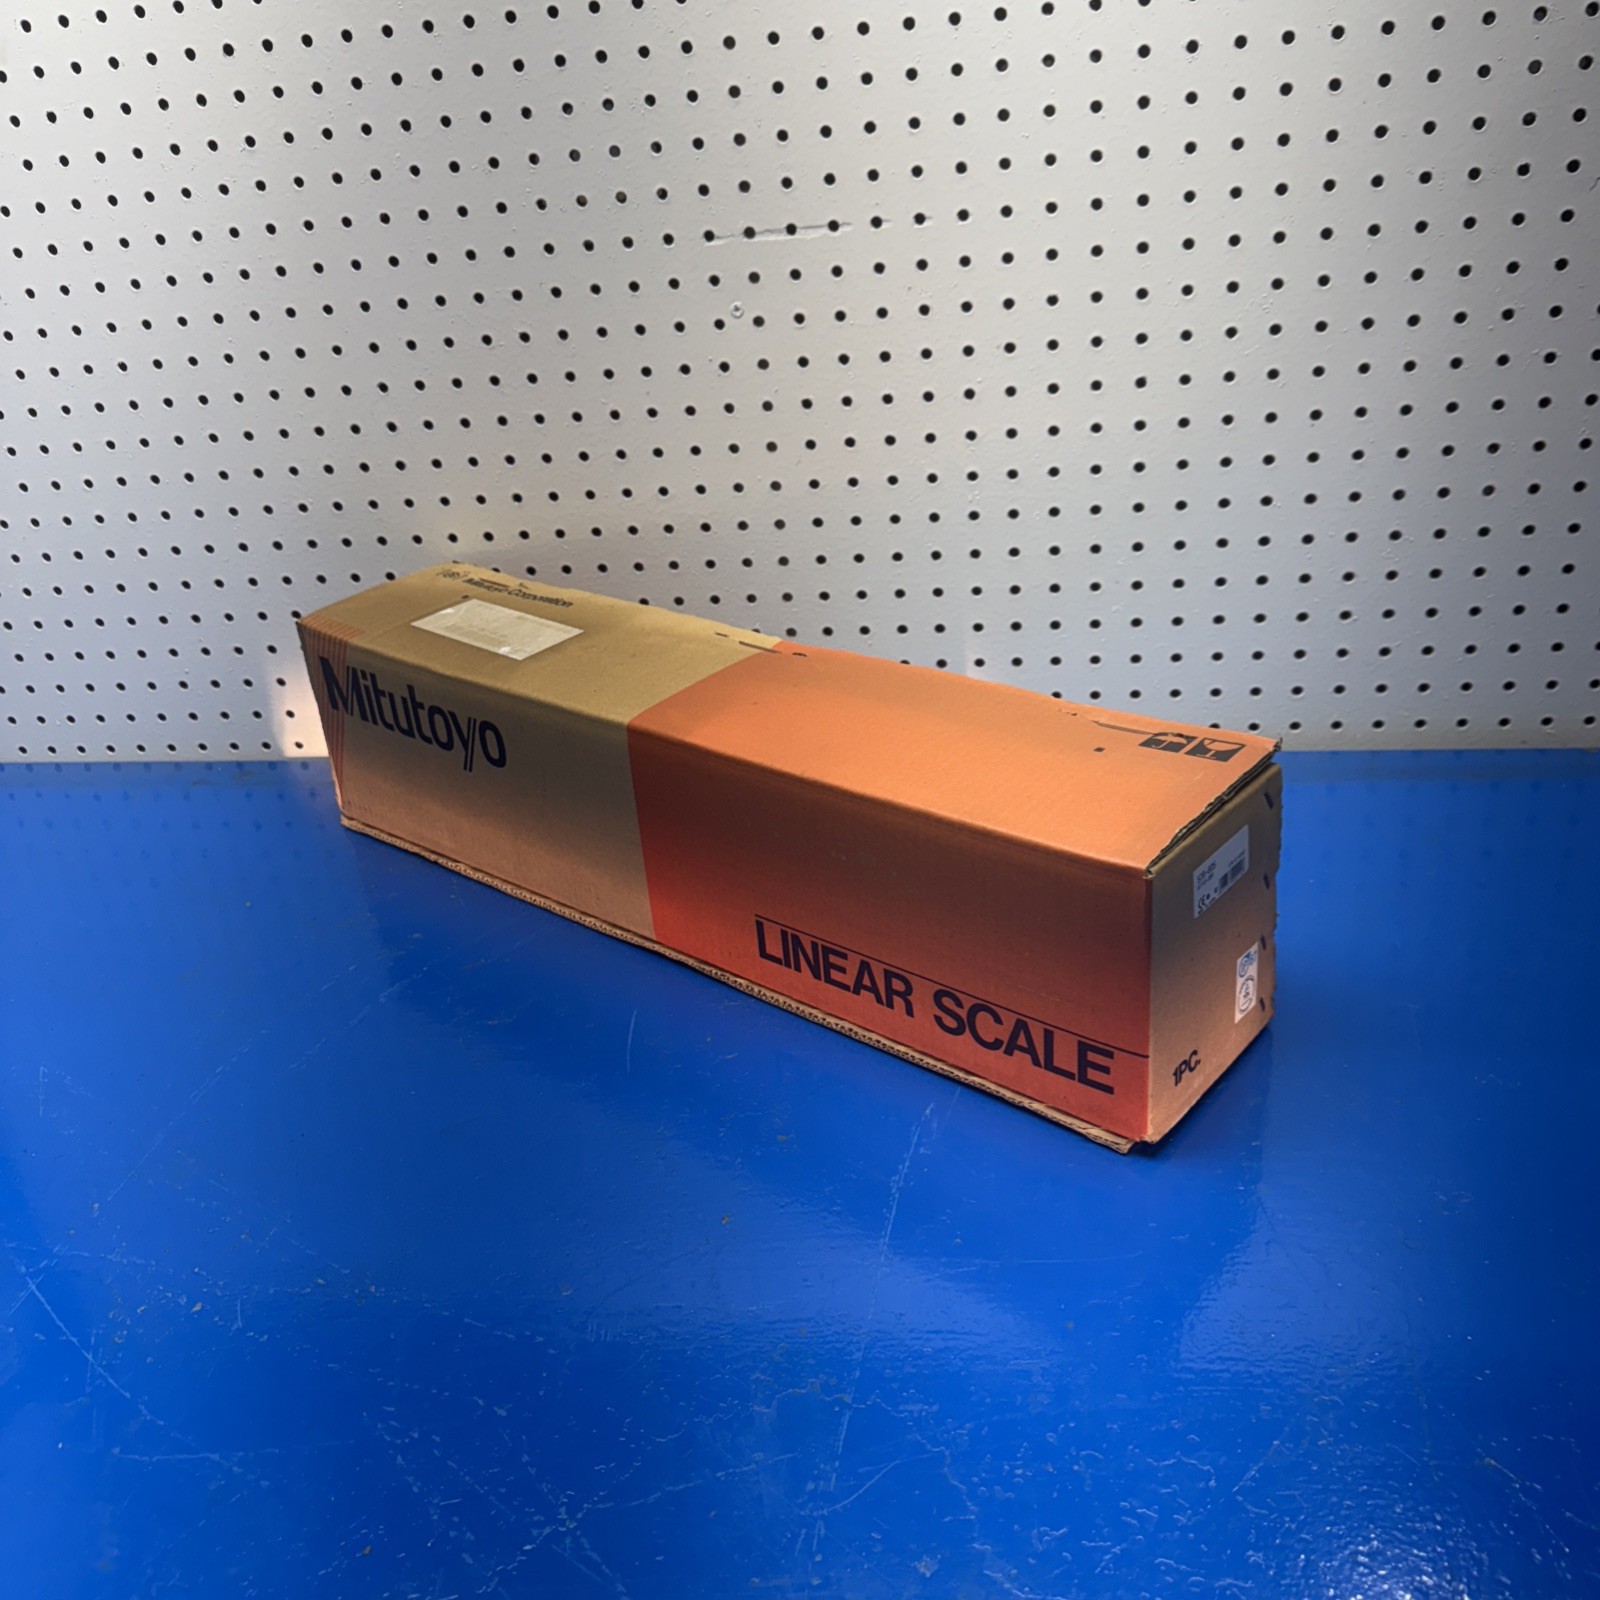 Mitutoyo Corporation
Mitutoyo
LINEAR SCALE
1PC.